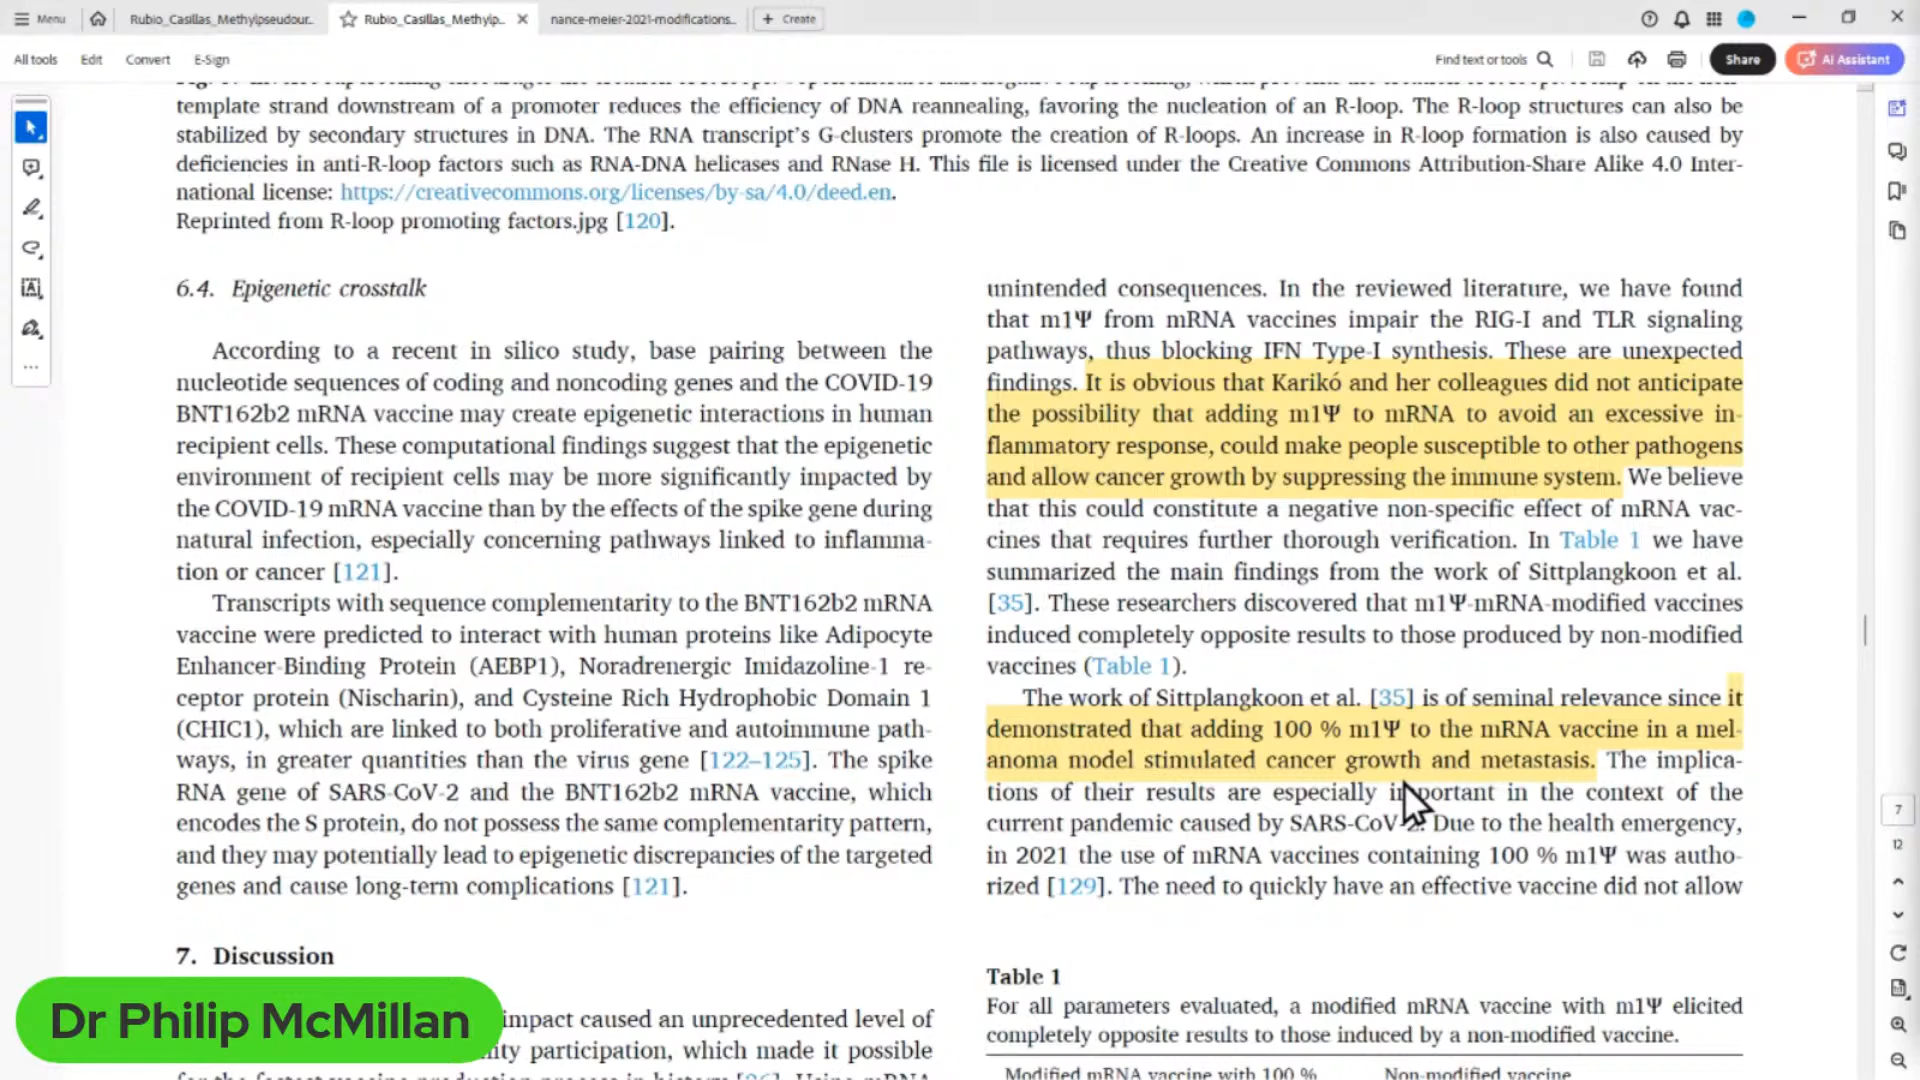 Menu
Rubio_Casillas_Methylpseudour...
Rubio_Casillas_Methylp...
nance-meier-2021-modifications...
+ Create
All tools
Edit
Convert
E-Sign
Find text or tools
Share
AI Assistant
template strand downstream of a promoter reduces the efficiency of DNA reannealing, favoring the nucleation of an R-loop. The R-loop structures can also be
stabilized by secondary structures in DNA. The RNA transcript's G-clusters promote the creation of R-loops. An increase in R-loop formation is also caused by
deficiencies in anti-R-loop factors such as RNA-DNA helicases and RNase H. This file is licensed under the Creative Commons Attribution-Share Alike 4.0 Inter-
national license: https://creativecommons.org/licenses/by-sa/4.0/deed.en.
Reprinted from R-loop promoting factors.jpg [120].
6.4. Epigenetic crosstalk
According to a recent in silico study, base pairing between the
nucleotide sequences of coding and noncoding genes and the COVID-19
BNT162b2 mRNA vaccine may create epigenetic interactions in human
recipient cells. These computational findings suggest that the epigenetic
environment of recipient cells may be more significantly impacted by
the COVID-19 mRNA vaccine than by the effects of the spike gene during
natural infection, especially concerning pathways linked to inflamma-
tion or cancer [121].
Transcripts with sequence complementarity to the BNT162b2 mRNA
vaccine were predicted to interact with human proteins like Adipocyte
Enhancer-Binding Protein (AEBP1), Noradrenergic Imidazoline-1 re-
ceptor protein (Nischarin), and Cysteine Rich Hydrophobic Domain 1
(CHIC1), which are linked to both proliferative and autoimmune path-
ways, in greater quantities than the virus gene [122–125]. The spike
RNA gene of SARS-CoV-2 and the BNT162b2 mRNA vaccine, which
encodes the S protein, do not possess the same complementarity pattern,
and they may potentially lead to epigenetic discrepancies of the targeted
genes and cause long-term complications [121].
7. Discussion
impact caused an unprecedented level of
participation, which made it possible
unintended consequences. In the reviewed literature, we have found
that m1Ψ from mRNA vaccines impair the RIG-I and TLR signaling
pathways, thus blocking IFN Type-I synthesis. These are unexpected
findings. It is obvious that Karikó and her colleagues did not anticipate
the possibility that adding m1Ψ to mRNA to avoid an excessive in-
flammatory response, could make people susceptible to other pathogens
and allow cancer growth by suppressing the immune system. We believe
that this could constitute a negative non-specific effect of mRNA vac-
cines that requires further thorough verification. In Table 1 we have
summarized the main findings from the work of Sittplangkoon et al.
[35]. These researchers discovered that m1Ψ-mRNA-modified vaccines
induced completely opposite results to those produced by non-modified
vaccines (Table 1).
The work of Sittplangkoon et al. [35] is of seminal relevance since it
demonstrated that adding 100 % m1Ψ to the mRNA vaccine in a mel-
anoma model stimulated cancer growth and metastasis. The implica-
tions of their results are especially important in the context of the
current pandemic caused by SARS-CoV-2. Due to the health emergency,
in 2021 the use of mRNA vaccines containing 100 % m1Ψ was autho-
rized [129]. The need to quickly have an effective vaccine did not allow
Table 1
For all parameters evaluated, a modified mRNA vaccine with m1Ψ elicited
completely opposite results to those induced by a non-modified vaccine.
Modified mRNA vaccine with 100 %
Non-modified vaccine
7
12
Dr Philip McMillan